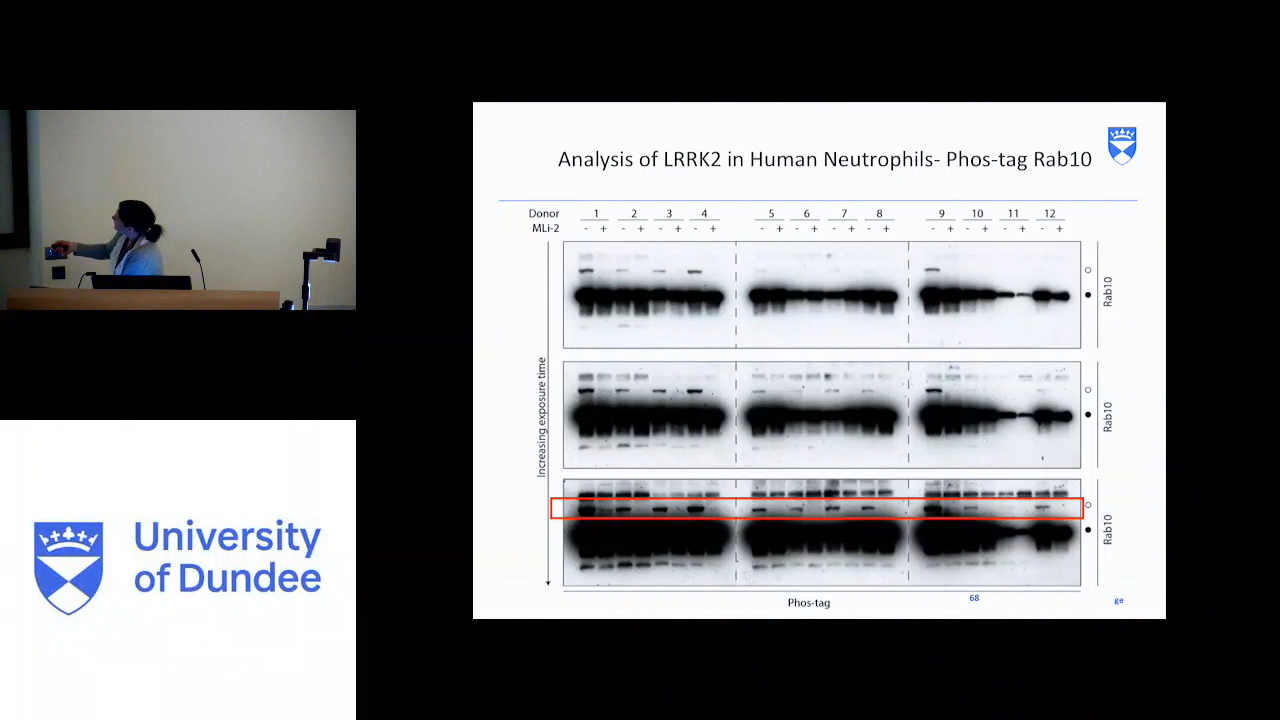 Analysis of LRRK2 in Human Neutrophils- Phos-tag Rab10
Donor 1 2 3 4 5 6 7 8 9 10 11 12
MLi-2 - + - + - + - + - + - + - + - + - + - + - + - +
Increasing exposure time
Rab10
Rab10
Rab10
Phos-tag
68
ge
University
of Dundee